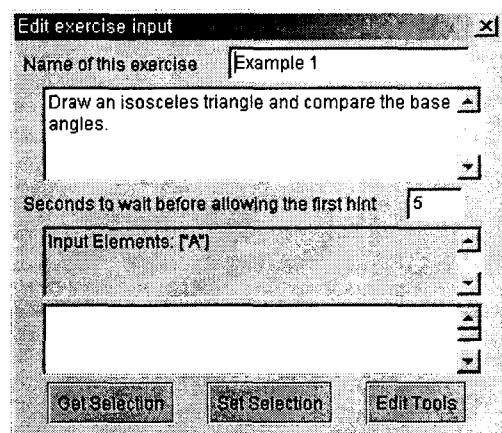 Edit exercise input
Name of this exercise Example 1
Draw an isosceles triangle and compare the base
angles.
Seconds to wait before allowing the first hint 5
Input Elements: ["A"]
Get Selection Set Selection Edit Tools